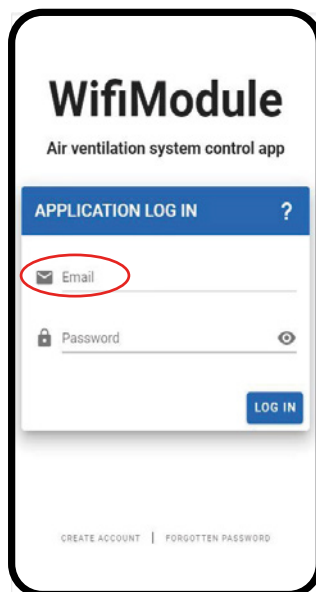 WifiModule
Air ventilation system control app
APPLICATION LOG IN ?
Email
Password
LOG IN
CREATE ACCOUNT | FORGOTTEN PASSWORD